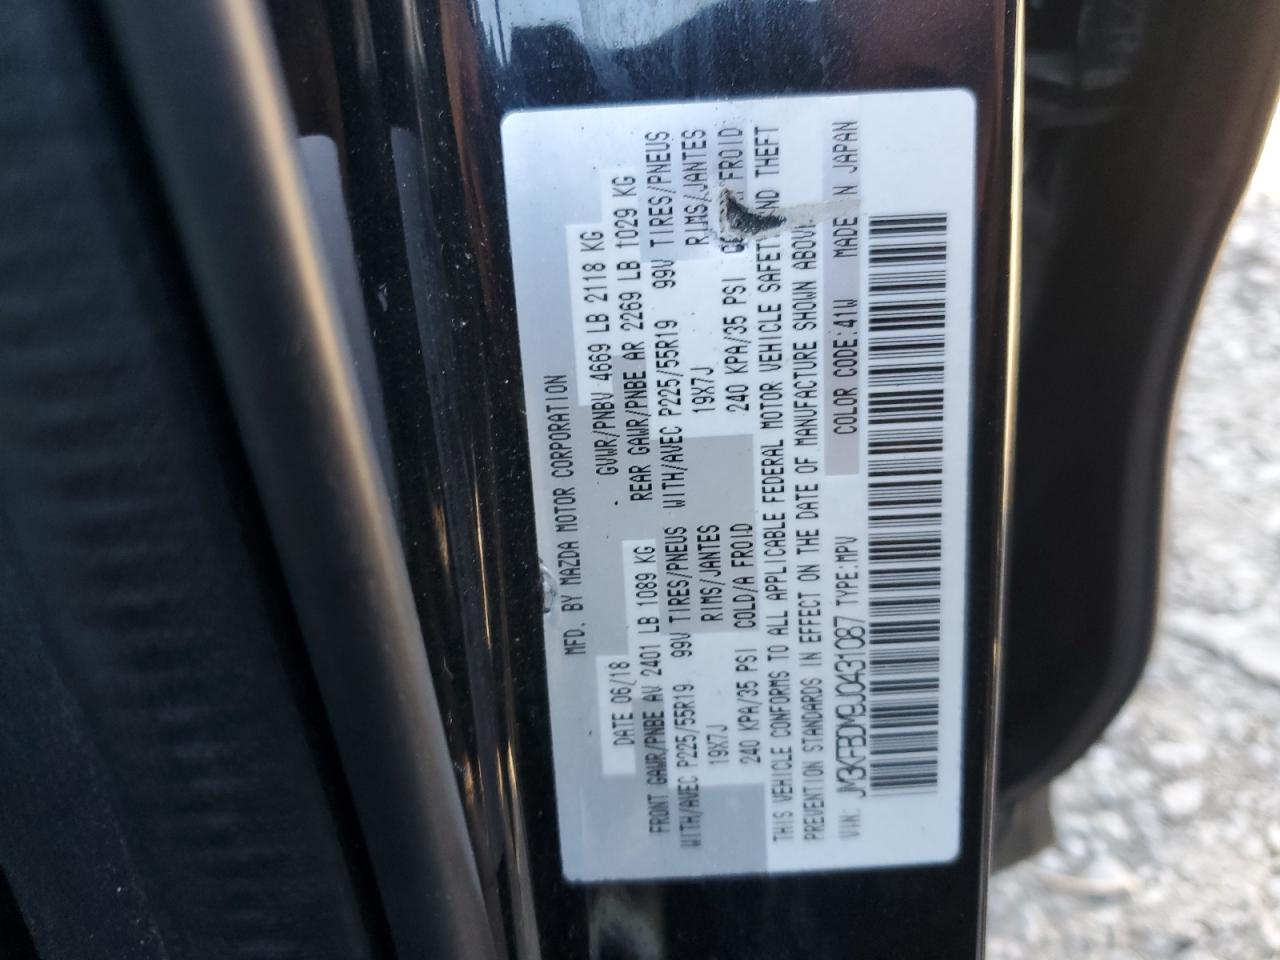 MFD. BY MAZDA MOTOR CORPORATION
DATE 06/18 GVWR/PNBV 4669 LB 2118 KG
FRONT GAWR/PNBE AV 2401 LB 1089 KG REAR GAWR/PNBE AR 2269 LB 1029 KG
WITH/AVEC P225/55R19 99V TIRES/PNEUS WITH/AVEC P225/55R19 99V TIRES/PNEUS
19X7J RIMS/JANTES 19X7J RIMS/JANTES
240 KPA/35 PSI COLD/A FROID 240 KPA/35 PSI FROID
THIS VEHICLE CONFORMS TO ALL APPLICABLE FEDERAL MOTOR VEHICLE SAFETY AND THEFT
PREVENTION STANDARDS IN EFFECT ON THE DATE OF MANUFACTURE SHOWN ABOVE
VIN: JM3KFBDM9J0431087 TYPE:MPV COLOR CODE:41W MADE IN JAPAN